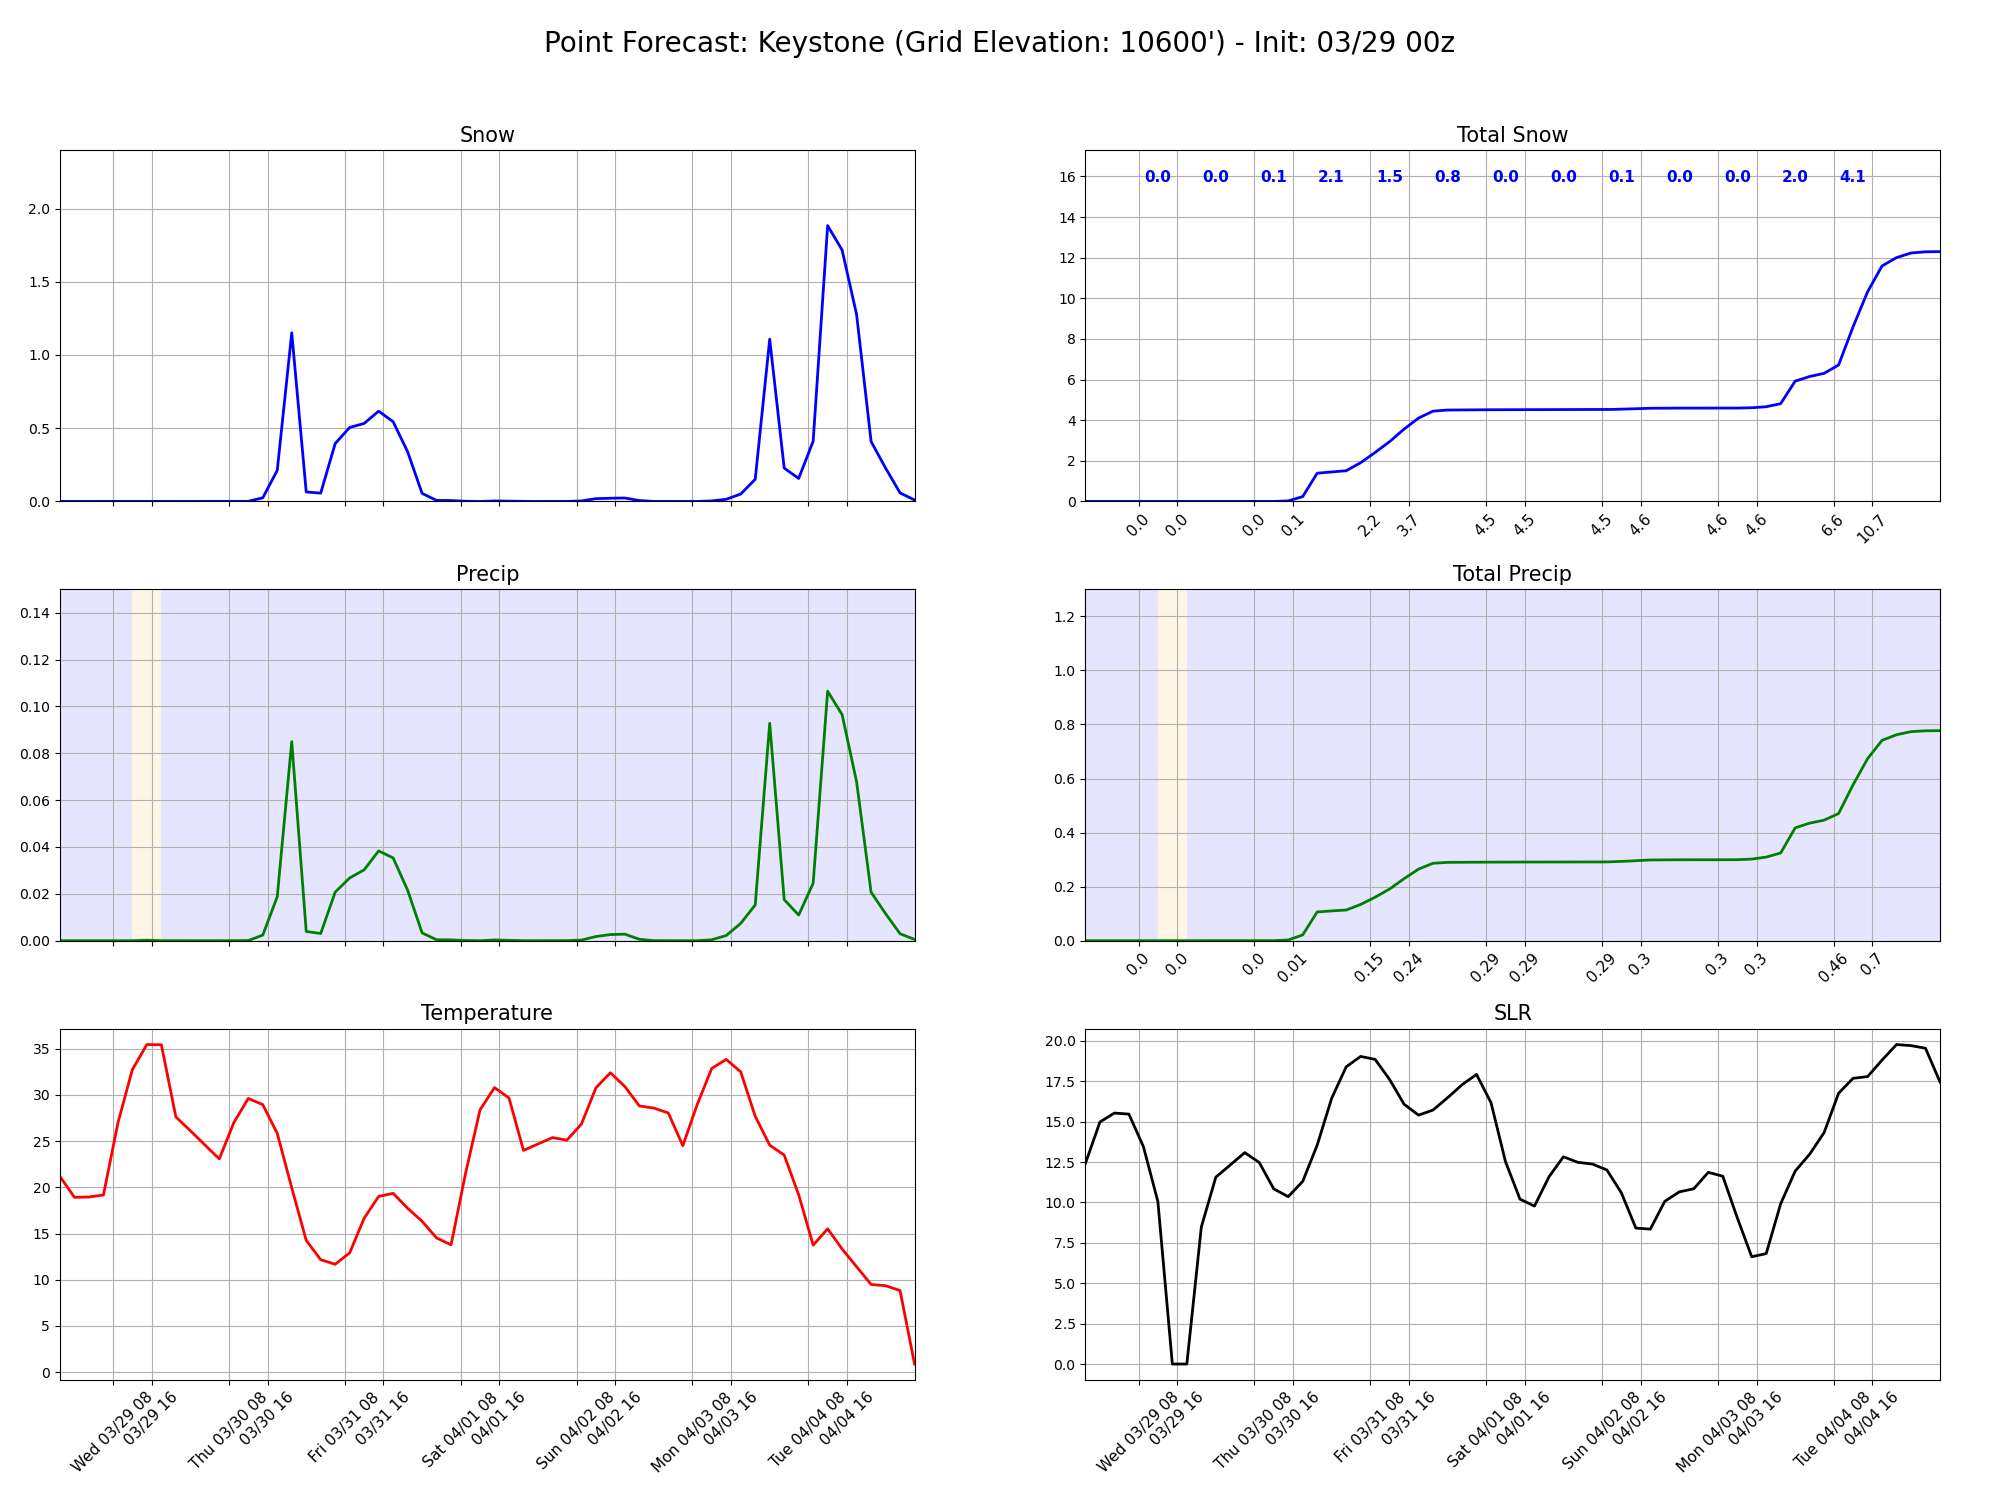 Point Forecast: Keystone (Grid Elevation: 10600') - Init: 03/29 00z
Snow
2.0
1.5
1.0
0.5
0.0
Total Snow
0.0 0.0 0.1 2.1 1.5 0.8 0.0 0.0 0.1 0.0 0.0 2.0 4.1
16
14
12
10
8
6
4
2
0
0.0 0.0 0.0 0.1 2.2 3.7 4.5 4.5 4.5 4.6 4.6 4.6 6.6 10.7
Precip
0.14
0.12
0.10
0.08
0.06
0.04
0.02
0.00
Total Precip
1.2
1.0
0.8
0.6
0.4
0.2
0.0
0.0 0.0 0.0 0.01 0.15 0.24 0.29 0.29 0.29 0.3 0.3 0.3 0.46 0.7
Temperature
35
30
25
20
15
10
5
0
Wed 03/29 08
03/29 16
Thu 03/30 08
03/30 16
Fri 03/31 08
03/31 16
Sat 04/01 08
04/01 16
Sun 04/02 08
04/02 16
Mon 04/03 08
04/03 16
Tue 04/04 08
04/04 16
SLR
20.0
17.5
15.0
12.5
10.0
7.5
5.0
2.5
0.0
Wed 03/29 08
03/29 16
Thu 03/30 08
03/30 16
Fri 03/31 08
03/31 16
Sat 04/01 08
04/01 16
Sun 04/02 08
04/02 16
Mon 04/03 08
04/03 16
Tue 04/04 08
04/04 16